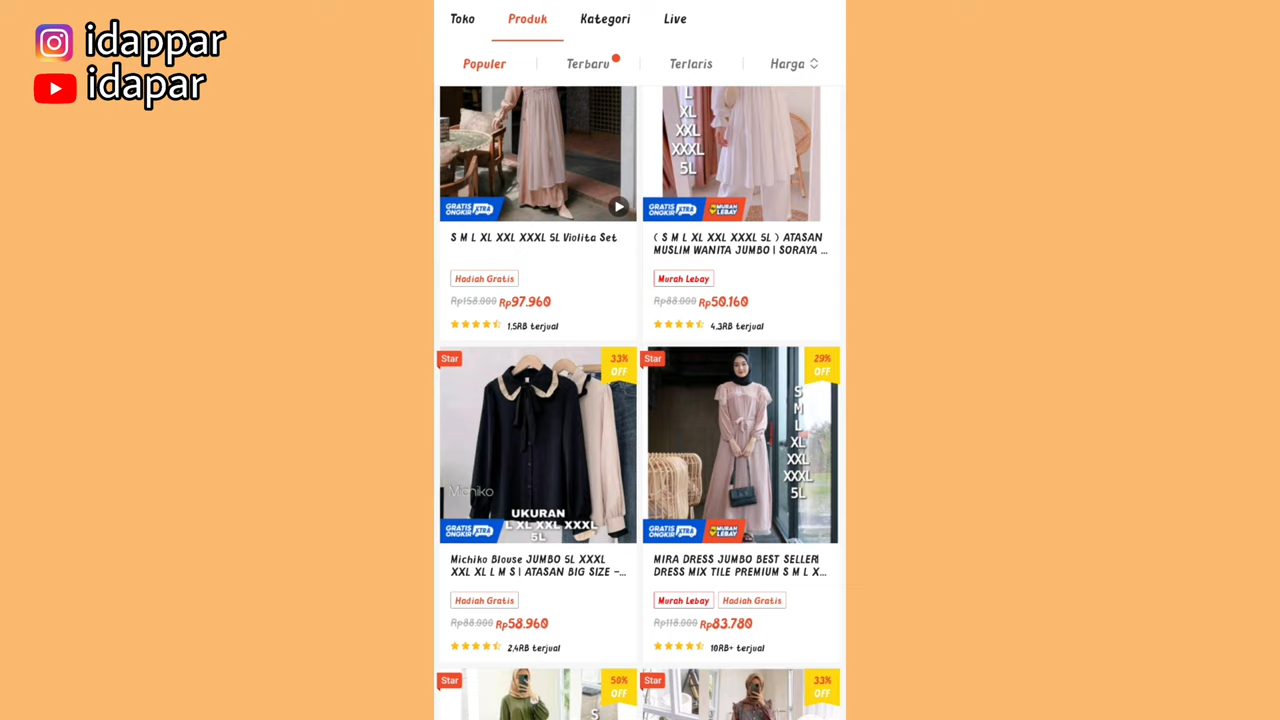 idappar
idapar
Toko Produk Kategori Live
Populer Terbaru Terlaris Harga
L
XL
XXL
XXXL
5L
GRATIS ONGKIR XTRA
GRATIS ONGKIR XTRA MURAH LEBAY
S M L XL XXL XXXL 5L Violita Set
( S M L XL XXL XXXL 5L ) ATASAN
MUSLIM WANITA JUMBO | SORAYA ...
Hadiah Gratis
Murah Lebay
Rp158.000 Rp97.960
Rp88.000 Rp50.160
1,5RB terjual
4,3RB terjual
Star
33%
OFF
Michiko
UKURAN
L XL XXL XXXL
5L
GRATIS ONGKIR XTRA
Star
29%
OFF
S
M
L
XL
XXL
XXXL
5L
GRATIS ONGKIR XTRA MURAH LEBAY
Michiko Blouse JUMBO 5L XXXL
XXL XL L M S | ATASAN BIG SIZE -...
MIRA DRESS JUMBO BEST SELLER!
DRESS MIX TILE PREMIUM S M L X...
Hadiah Gratis
Murah Lebay Hadiah Gratis
Rp88.000 Rp58.960
Rp118.000 Rp83.780
2,4RB terjual
10RB+ terjual
Star
50%
OFF
S
Star
33%
OFF